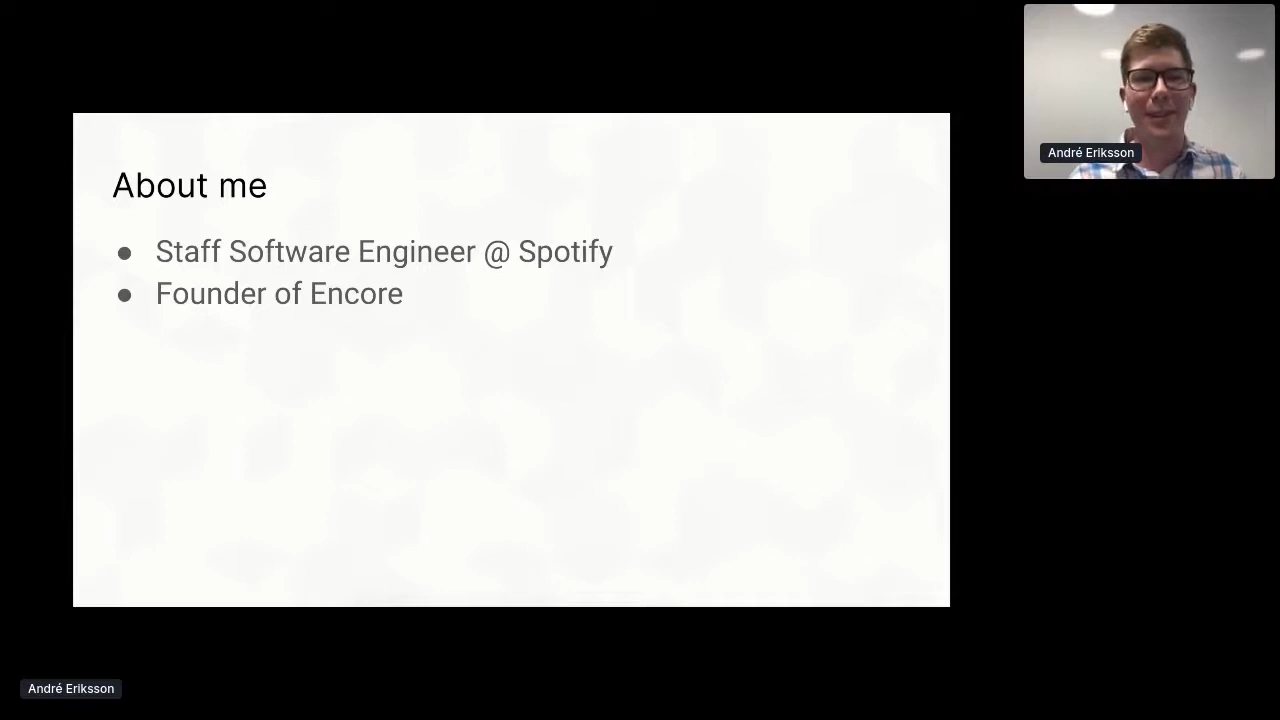 André Eriksson
About me
● Staff Software Engineer @ Spotify
● Founder of Encore
André Eriksson